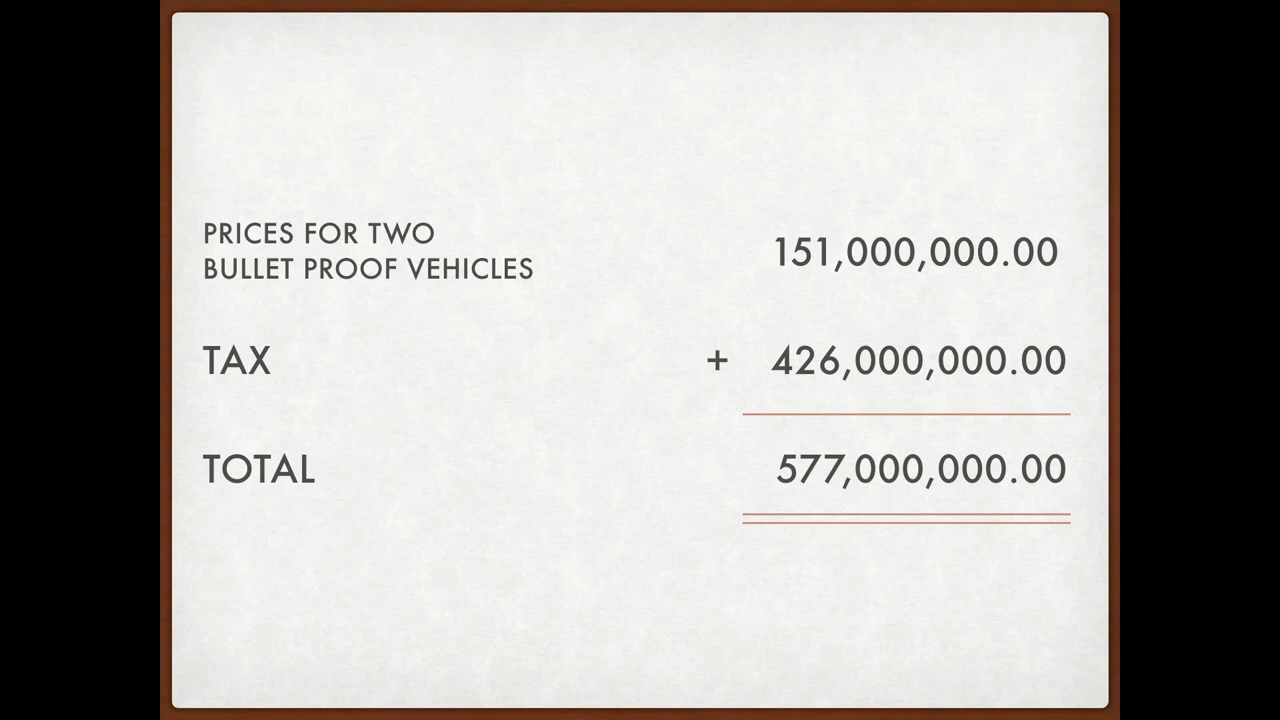 PRICES FOR TWO
BULLET PROOF VEHICLES
151,000,000.00
TAX + 426,000,000.00
TOTAL 577,000,000.00